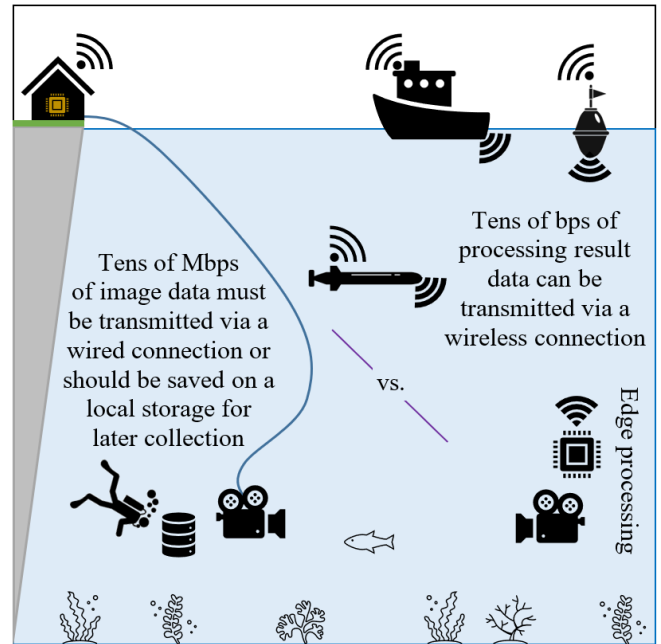 Tens of Mbps
of image data must
be transmitted via a
wired connection or
should be saved on a
local storage for
later collection
vs.
Tens of bps of
processing result
data can be
transmitted via a
wireless connection
Edge processing